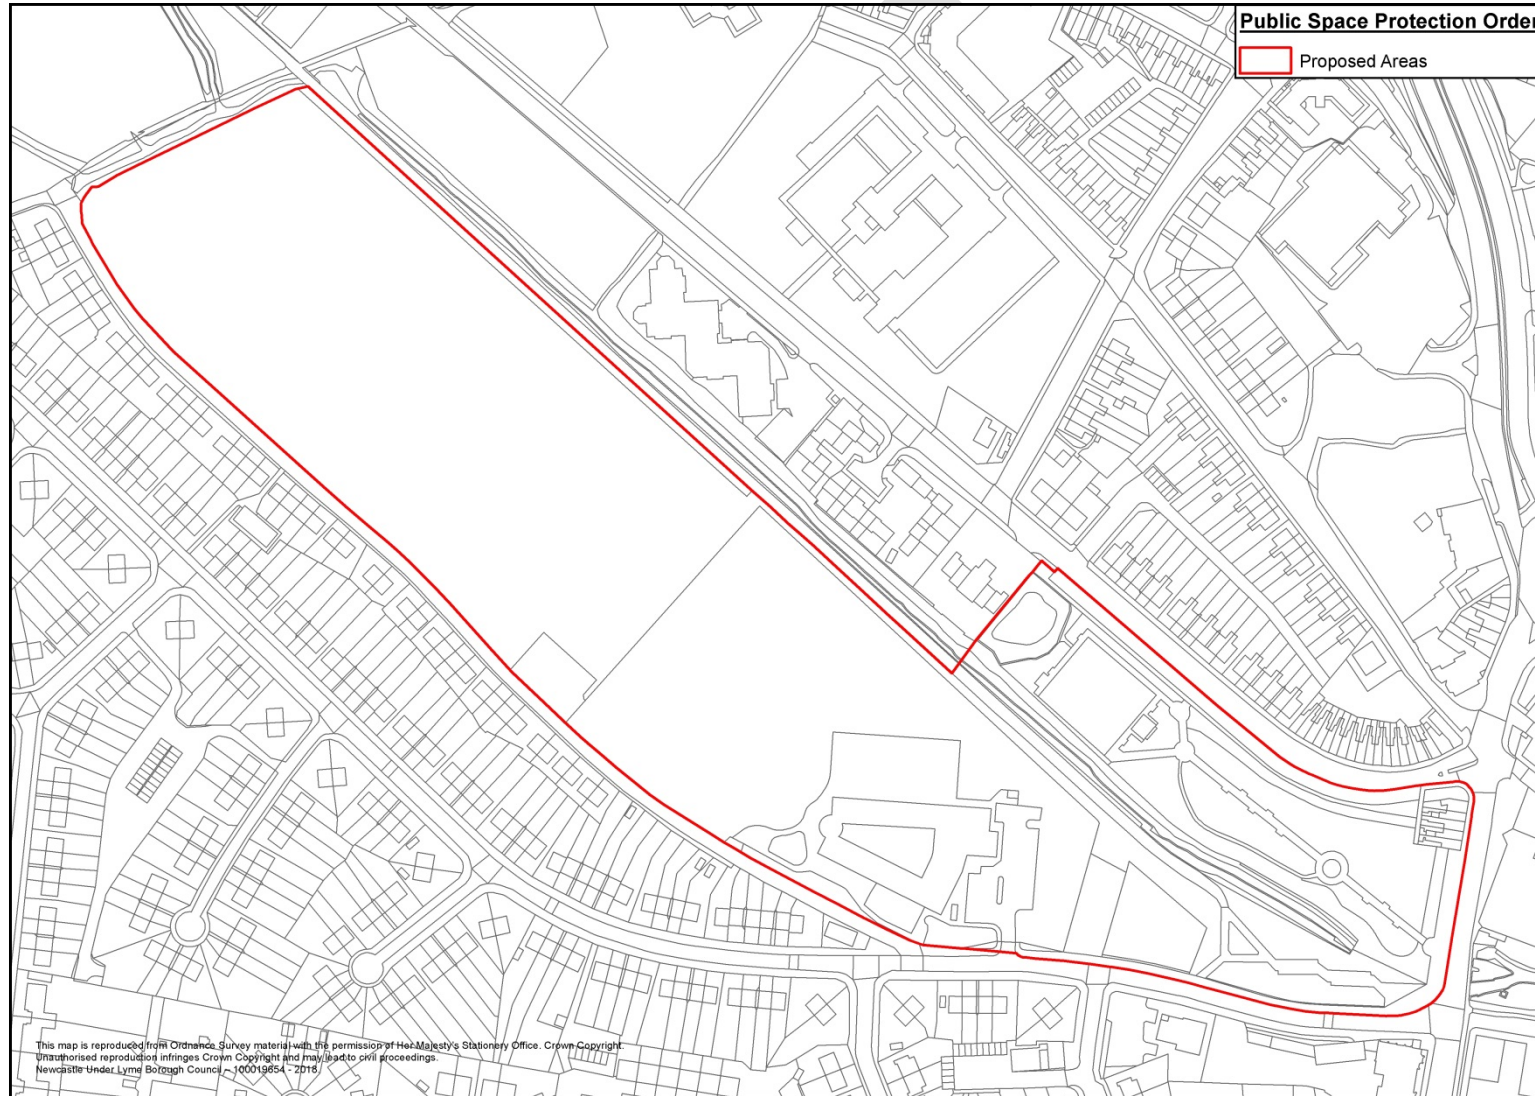 Public Space Protection Order
Proposed Areas
This map is reproduced from Ordnance Survey material with the permission of Her Majesty's Stationery Office. Crown Copyright.
Unauthorised reproduction infringes Crown Copyright and may lead to civil proceedings.
Newcastle Under Lyme Borough Council - 100019654 - 2018